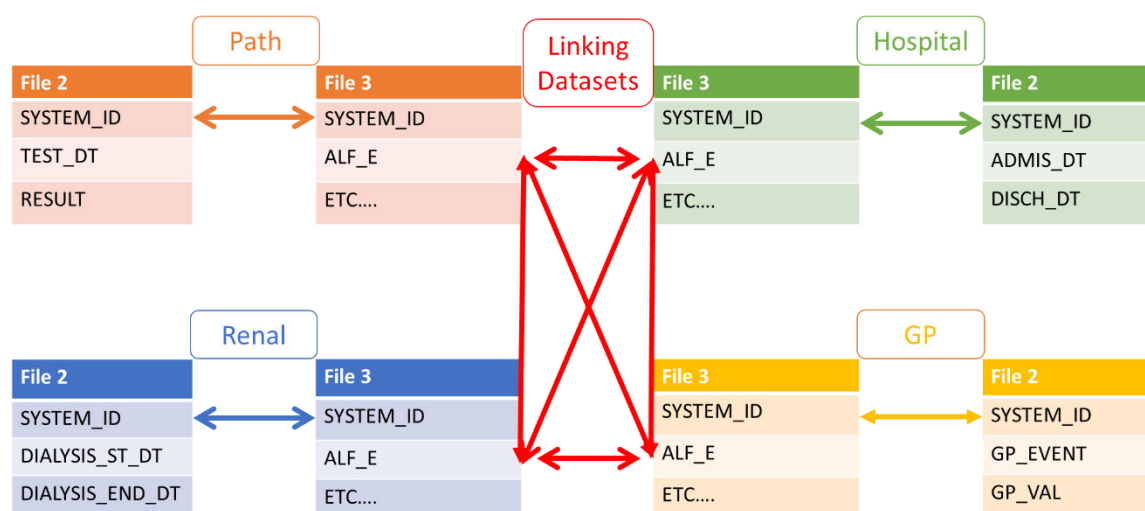 Path
Linking
Datasets
Hospital
File 2
SYSTEM_ID
TEST_DT
RESULT
File 3
SYSTEM_ID
ALF_E
ETC....
File 3
SYSTEM_ID
ALF_E
ETC....
File 2
SYSTEM_ID
ADMIS_DT
DISCH_DT
Renal
GP
File 2
SYSTEM_ID
DIALYSIS_ST_DT
DIALYSIS_END_DT
File 3
SYSTEM_ID
ALF_E
ETC....
File 3
SYSTEM_ID
ALF_E
ETC....
File 2
SYSTEM_ID
GP_EVENT
GP_VAL